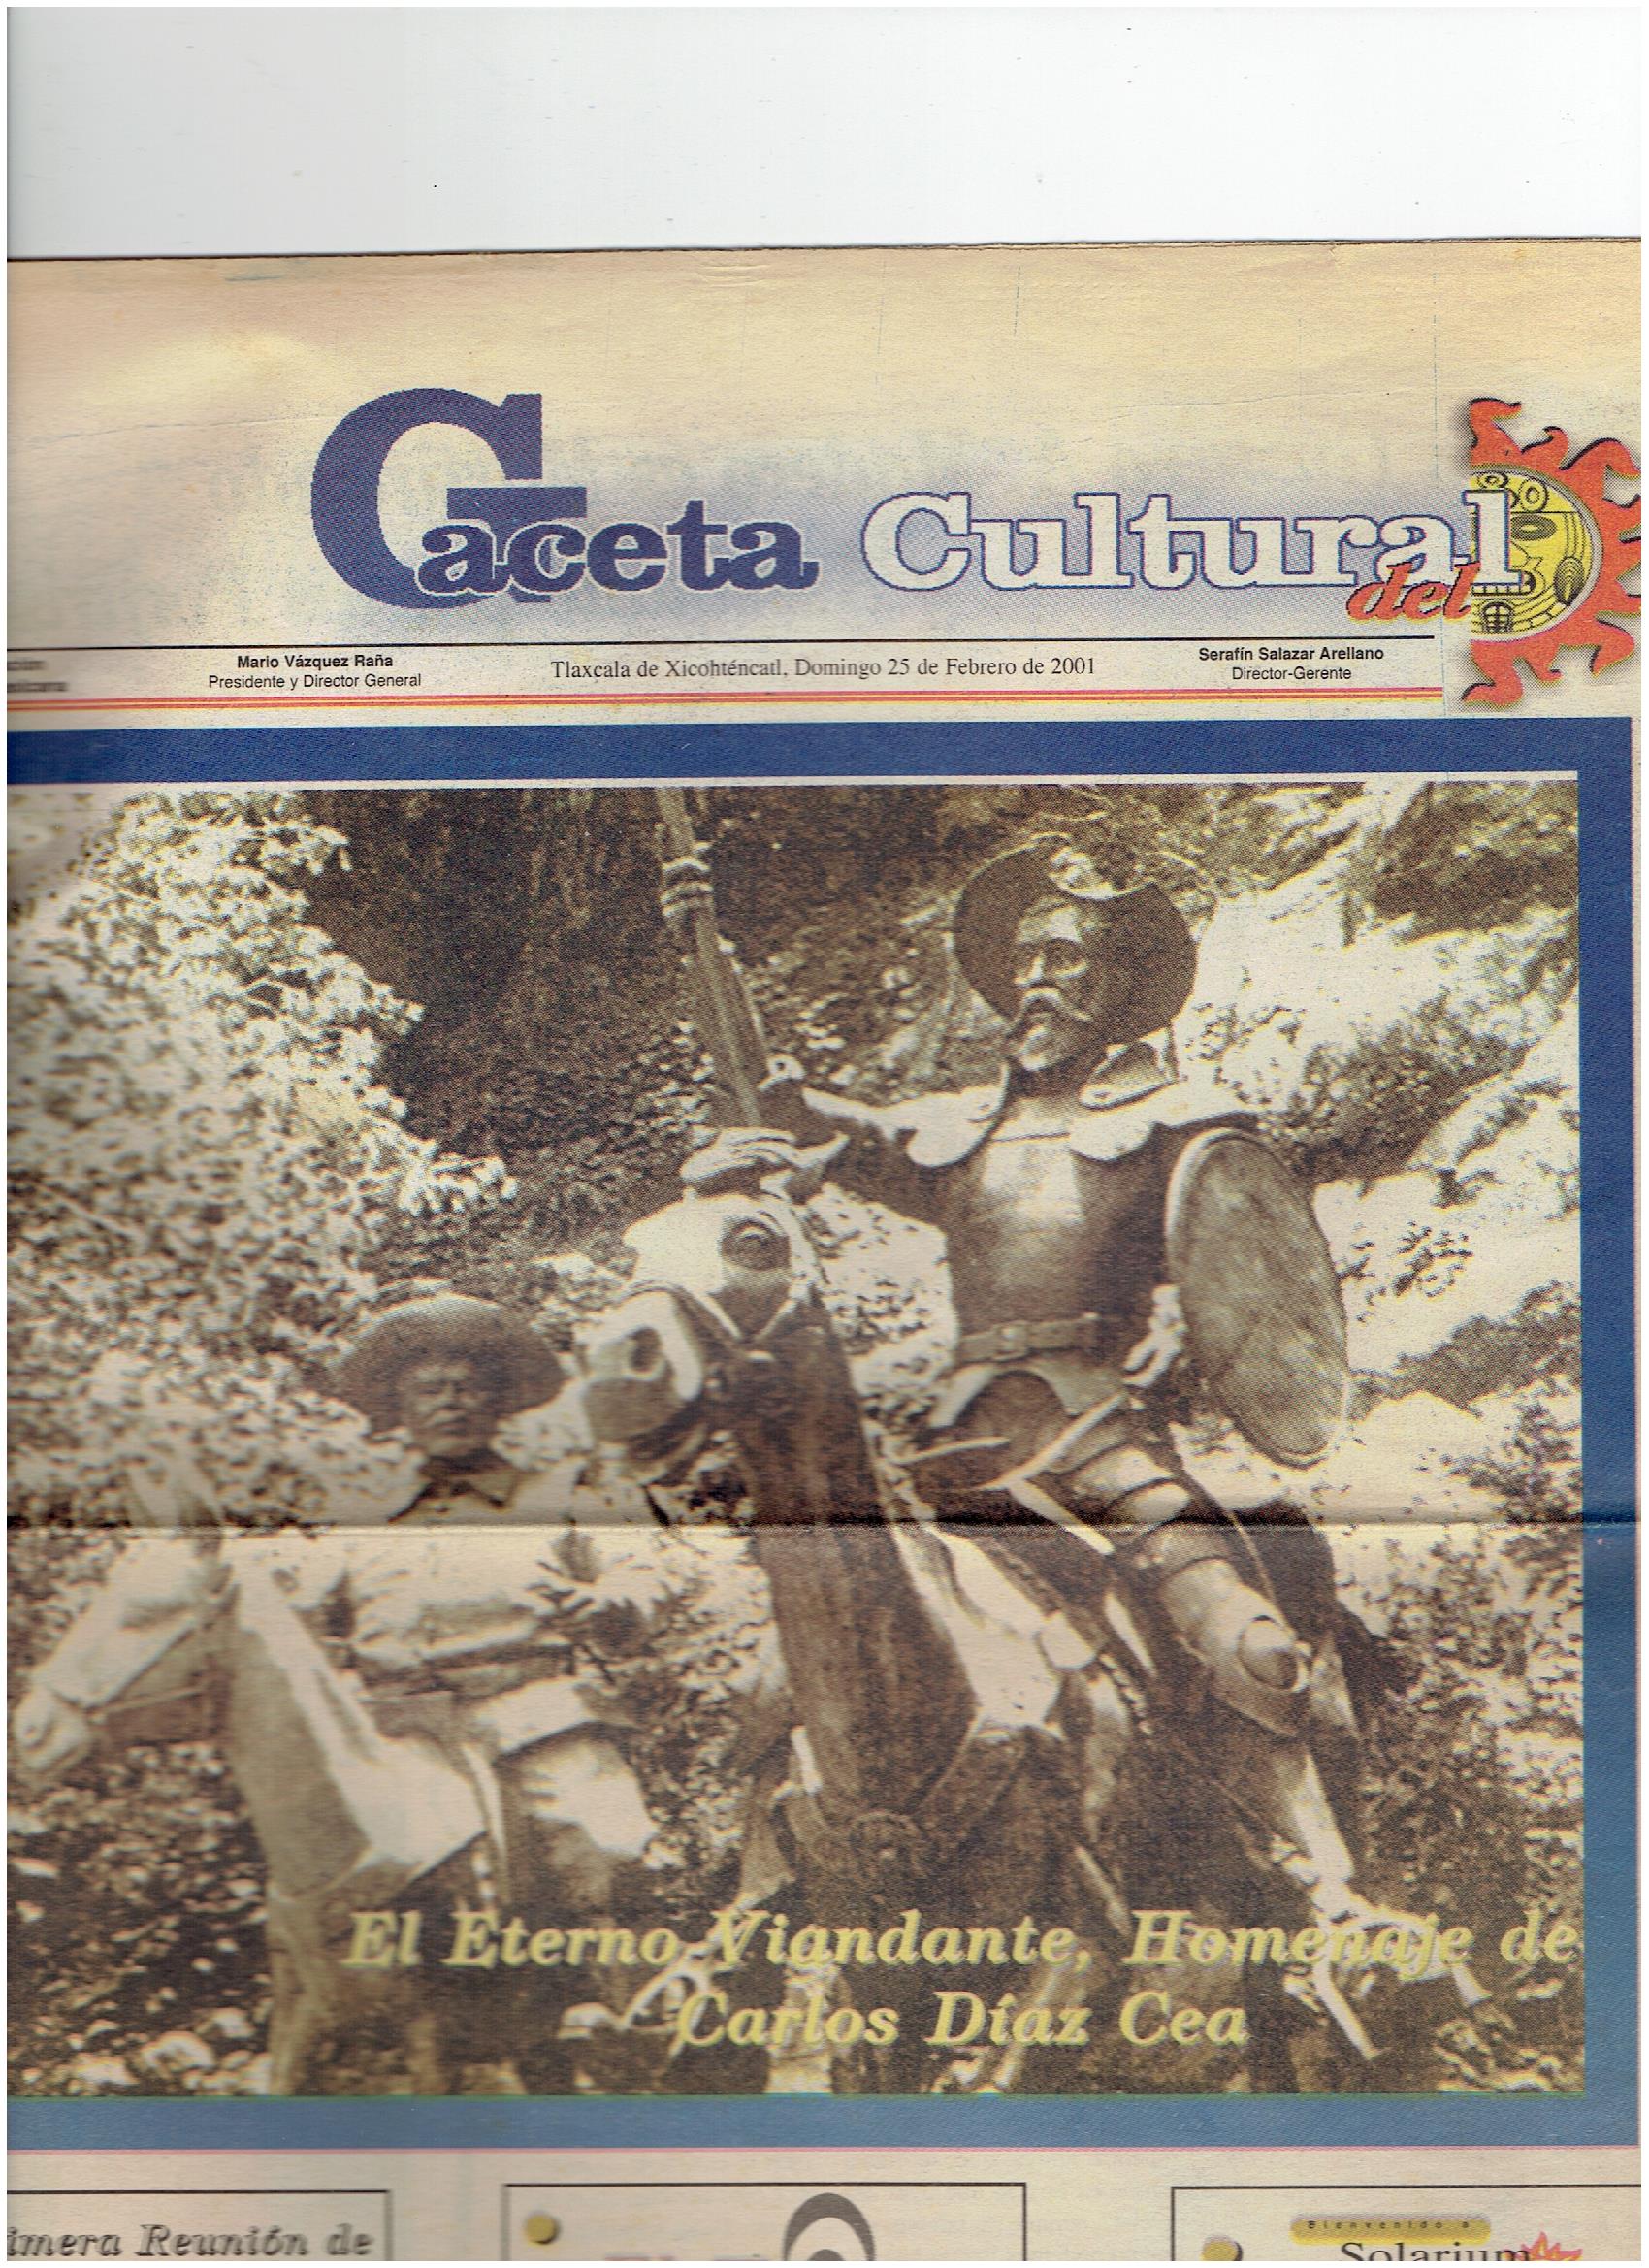 Gaceta Cultural
del
Mario Vázquez Raña
Presidente y Director General
Tlaxcala de Xicohténcatl, Domingo 25 de Febrero de 2001
Serafín Salazar Arellano
Director-Gerente
El Eterno Viandante, Homenaje de
Carlos Díaz Cea
imera Reunión de
Bienvenido a
Solarium